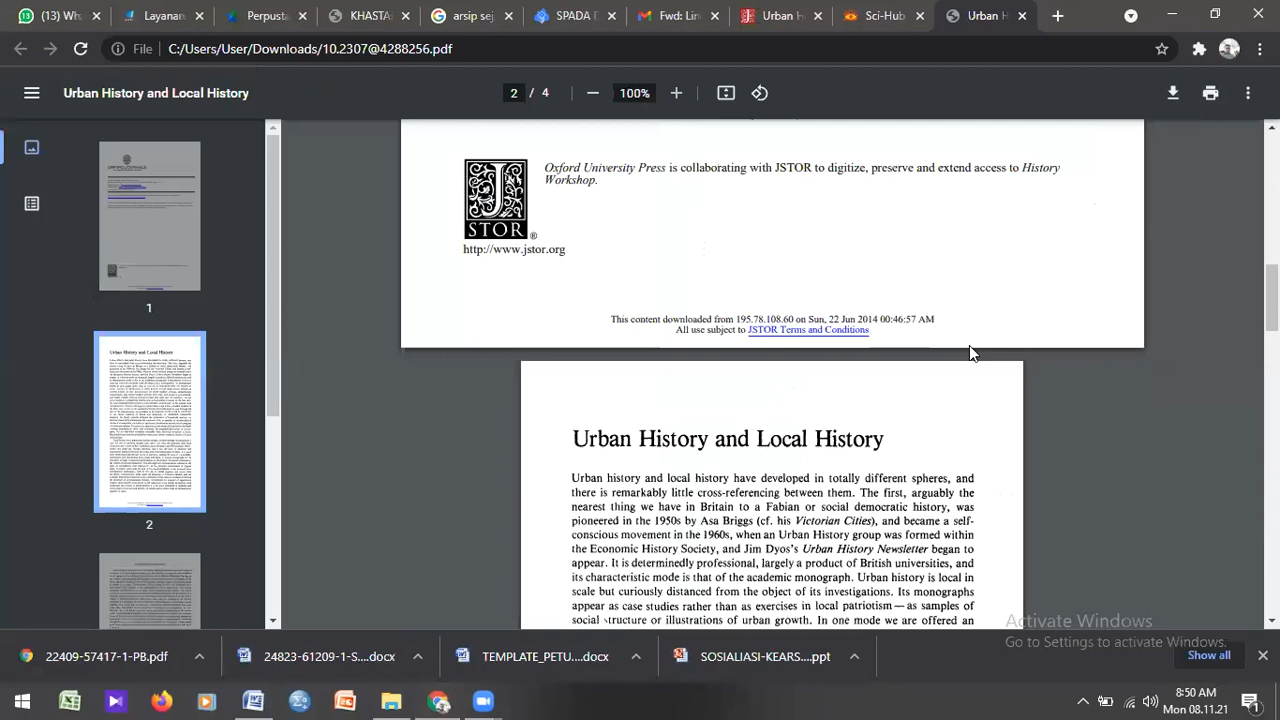 (13) Wh
(12) W
Perpust
KHASTA
arsip sej
SPADA D
Fwd: Lin
Urban Hi
Sci-Hub
Urban H
File
C:/Users/User/Downloads/10.2307@4288256.pdf
Urban History and Local History
2 / 4
100%
1
2
Oxford University Press is collaborating with JSTOR to digitize, preserve and extend access to History
Workshop.
JSTOR
®
http://www.jstor.org
This content downloaded from 195.78.108.60 on Sun, 22 Jun 2014 00:46:57 AM
All use subject to JSTOR Terms and Conditions
Urban History and Local History
Urban history and local history have developed in totally different spheres, and
there is remarkably little cross-referencing between them. The first, arguably the
nearest thing we have in Britain to a Fabian or social democratic history, was
pioneered in the 1950s by Asa Briggs (cf. his Victorian Cities), and became a self-
conscious movement in the 1960s, when an Urban History group was formed within
the Economic History Society, and Jim Dyos's Urban History Newsletter began to
appear. It is determinedly professional, largely a product of British universities, and
its characteristic mode is that of the academic monograph. Urban history is local in
scale but curiously distanced from the object of its investigations. Its monographs
appear as case studies rather than as exercises in local patriotism — as samples of
social structure or illustrations of urban growth. In one mode we are offered an
Activate Windows
Go to Settings to activate Windows.
22409-57417-1-PB.pdf
24823-61209-1-S....docx
TEMPLATE_PETU....docx
SOSIALIASI-KEARS....ppt
Show all
8:50 AM
Mon 08.11.21
1